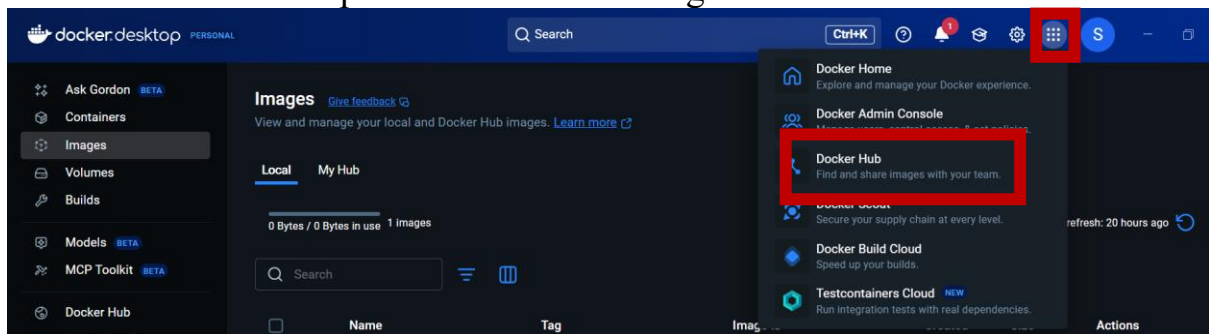 docker.desktop PERSONAL
Search
Ctrl+K
1
S
Ask Gordon BETA
Containers
Images
Volumes
Builds
Models BETA
MCP Toolkit BETA
Docker Hub
Images Give feedback
View and manage your local and Docker Hub images. Learn more
Local My Hub
0 Bytes / 0 Bytes in use 1 images
Search
Name Tag Actions
refresh: 20 hours ago
Docker Home
Explore and manage your Docker experience.
Docker Admin Console
Docker Hub
Find and share images with your team.
Docker Scout
Secure your supply chain at every level.
Docker Build Cloud
Speed up your builds.
Testcontainers Cloud NEW
Run integration tests with real dependencies.